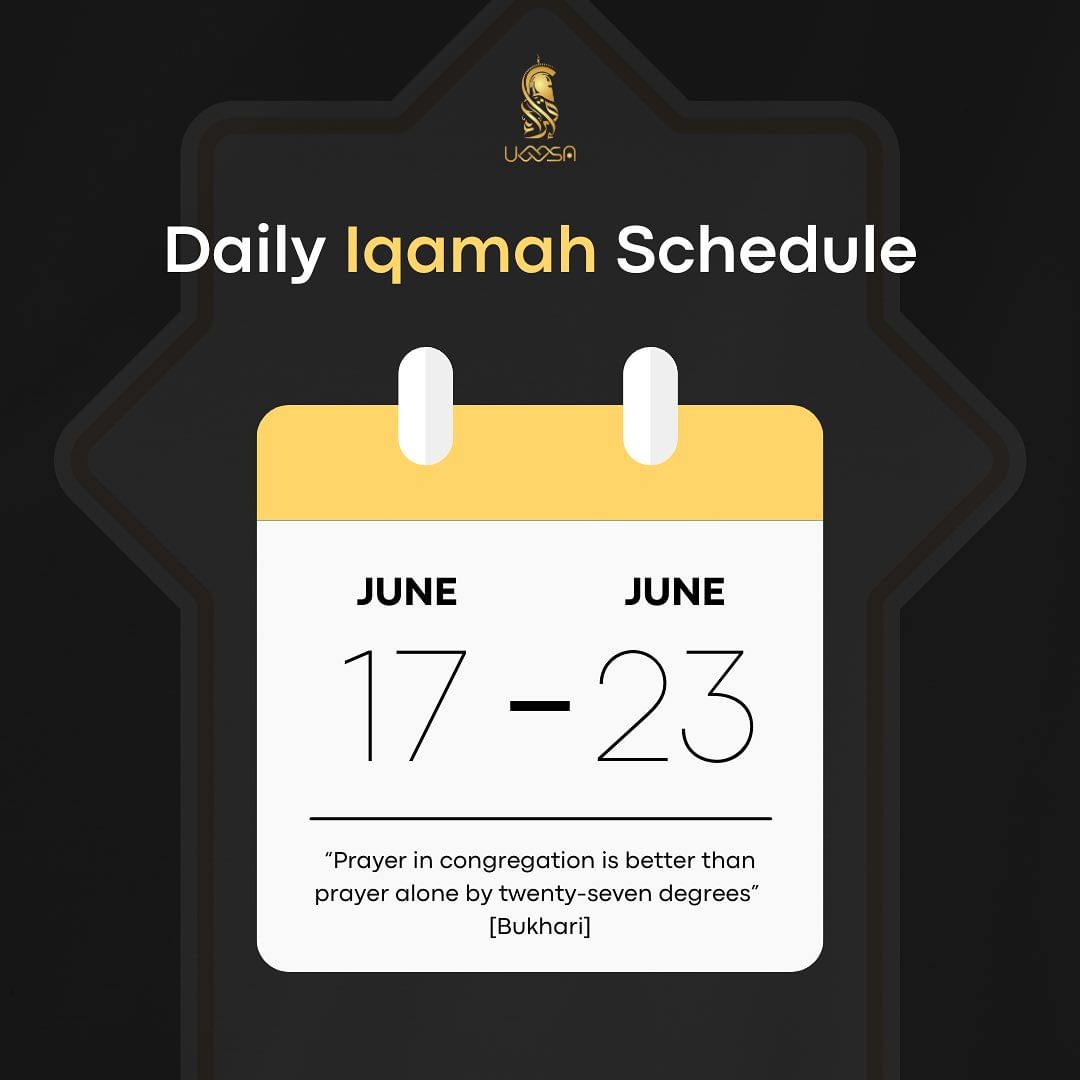 UCOSA
Daily Iqamah Schedule
JUNE JUNE
17 – 23
“Prayer in congregation is better than
prayer alone by twenty-seven degrees”
[Bukhari]